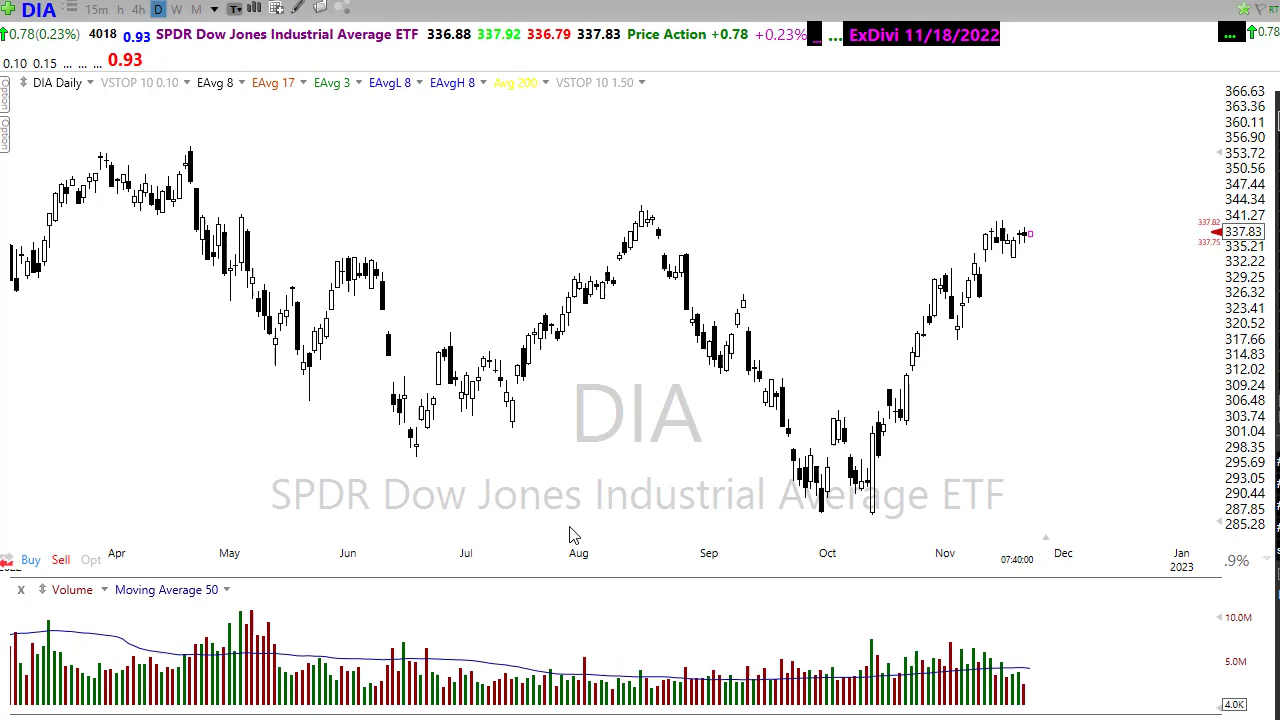 DIA 15m h 4h D W M T RT
0.78(0.23%) 4018 0.93 SPDR Dow Jones Industrial Average ETF 336.88 337.92 336.79 337.83 Price Action +0.78 +0.23% ... ... ExDivi 11/18/2022 ... 0.78
0.10 0.15 ... ... ... 0.93
Option
Option
DIA Daily VSTOP 10 0.10 EAvg 8 EAvg 17 EAvg 3 EAvgL 8 EAvgH 8 Avg 200 VSTOP 10 1.50
366.63
363.36
360.11
356.90
353.72
350.56
347.44
344.34
341.27
337.82
337.83
337.75
335.21
332.22
329.25
326.32
323.41
320.52
317.66
314.83
312.02
309.24
306.48
303.74
301.04
298.35
295.69
293.05
290.44
287.85
285.28
DIA
SPDR Dow Jones Industrial Average ETF
Apr May Jun Jul Aug Sep Oct Nov Dec Jan
Buy Sell Opt 07:40:00 2023 .9%
X Volume Moving Average 50
10.0M
5.0M
4.0K